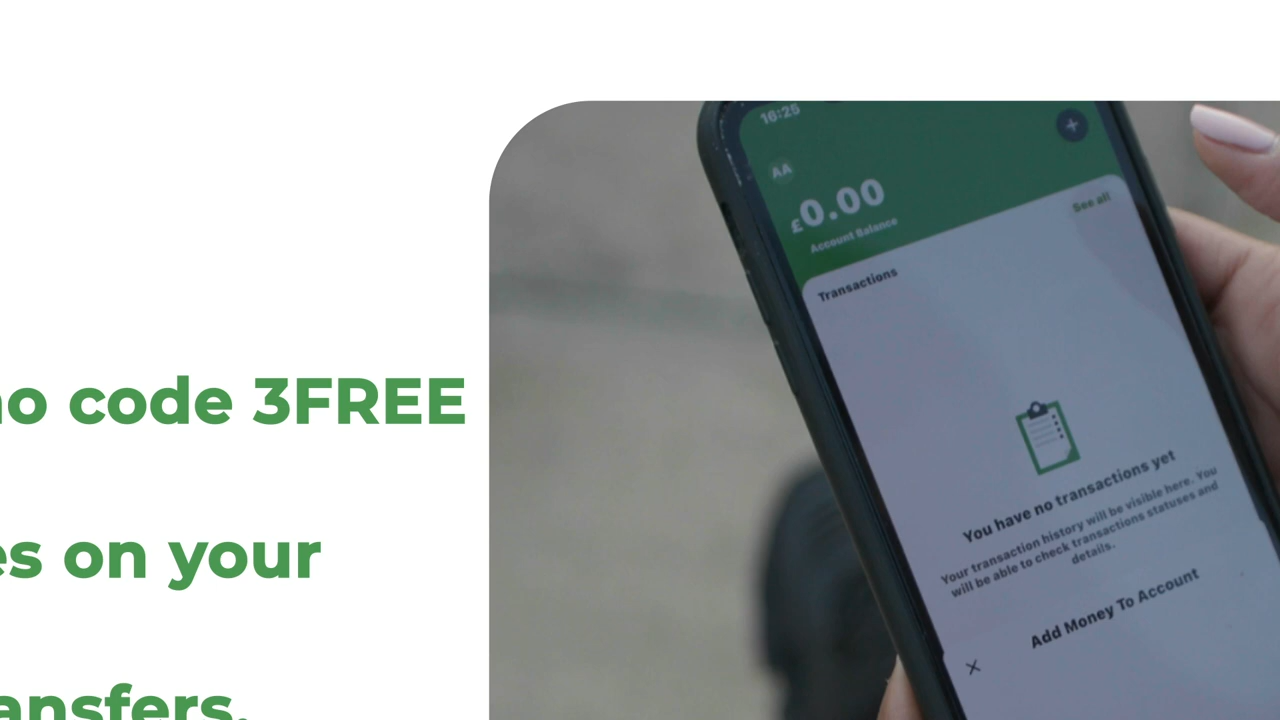 no code 3FREE
es on your
ansfers.
16:25
AA
£0.00
Account Balance
See all
Transactions
You have no transactions yet
Your transaction history will be visible here. You
will be able to check transactions statuses and
details.
Add Money To Account